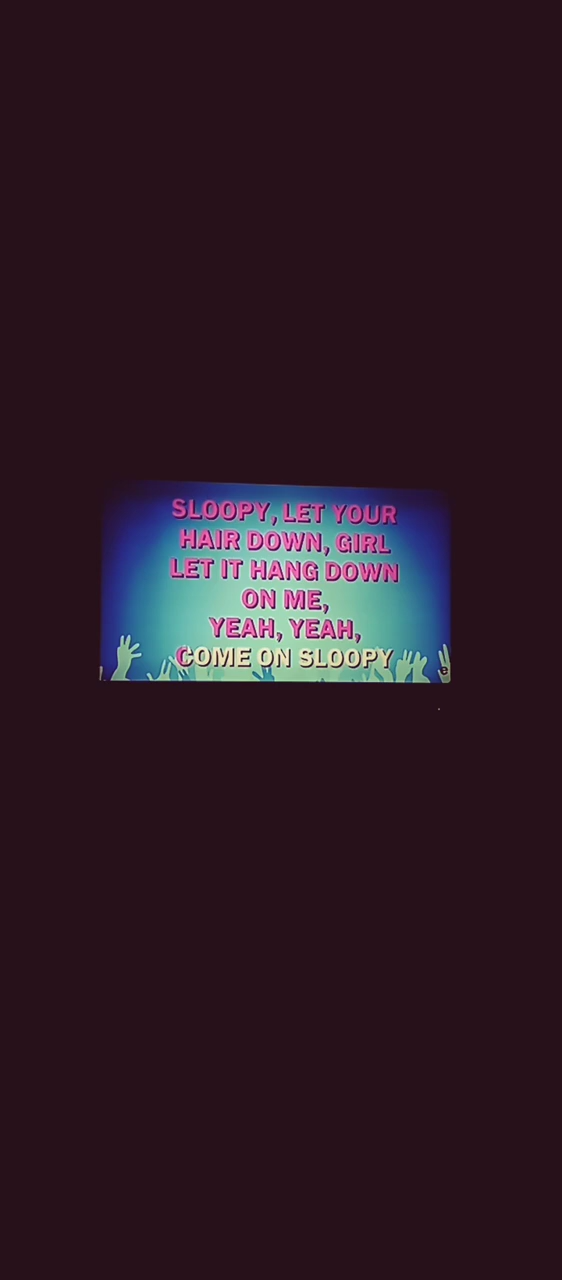 SLOOPY, LET YOUR
HAIR DOWN, GIRL
LET IT HANG DOWN
ON ME,
YEAH, YEAH,
COME ON SLOOPY
e